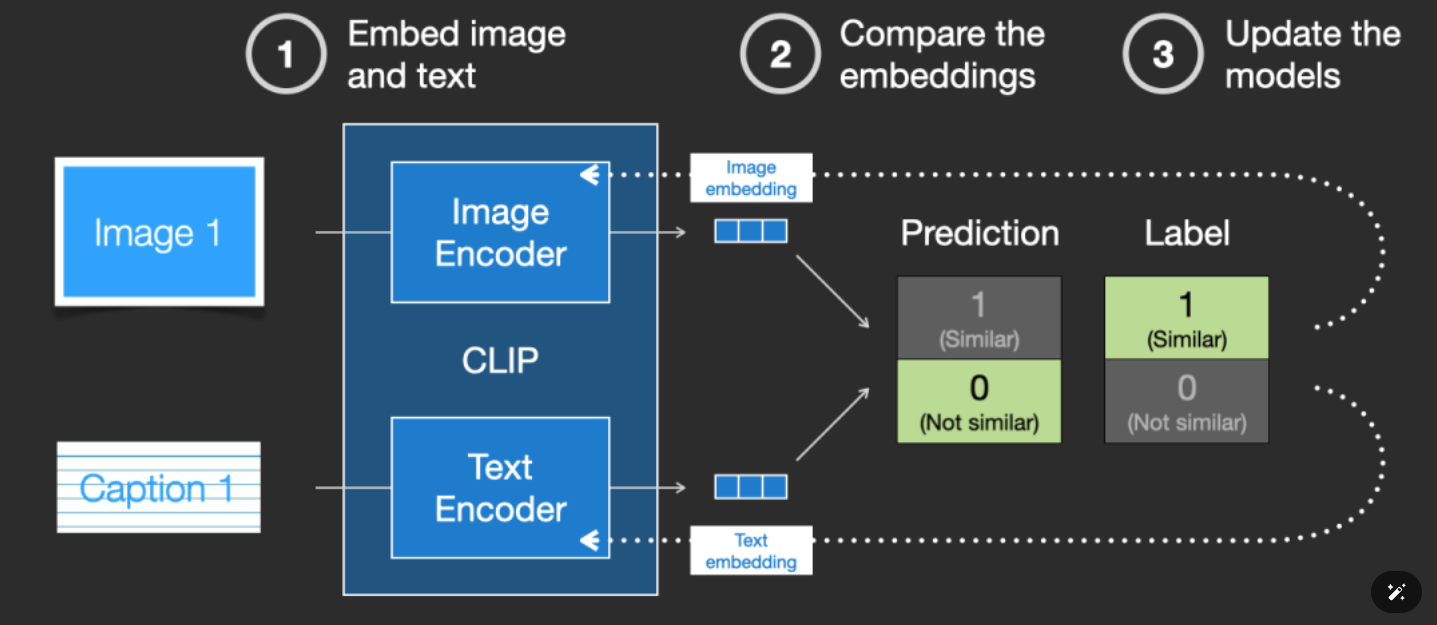 1
Embed image
and text
2
Compare the
embeddings
3
Update the
models
Image 1
Image
Encoder
CLIP
Caption 1
Text
Encoder
Image
embedding
Text
embedding
Prediction
1
(Similar)
0
(Not similar)
Label
1
(Similar)
0
(Not similar)